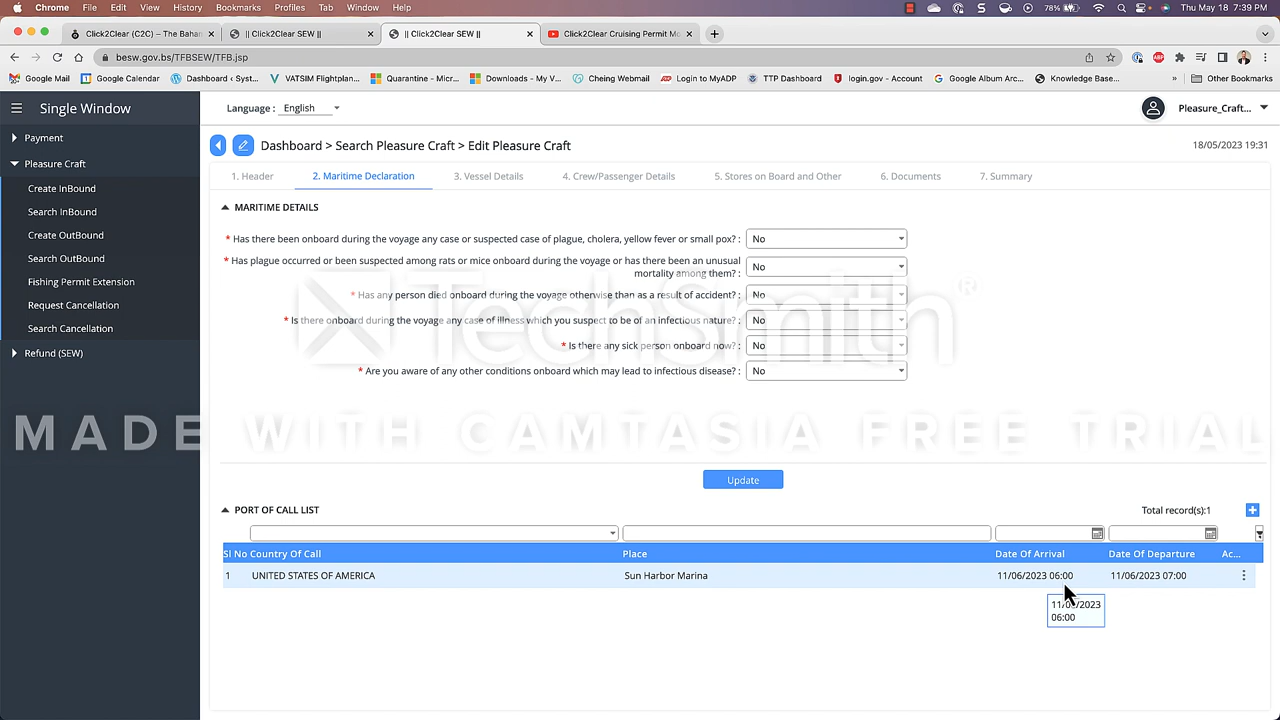 Chrome File Edit View History Bookmarks Profiles Tab Window Help 78% Thu May 18 7:39 PM
Click2Clear (C2C) – The Baha
|| Click2Clear SEW ||
|| Click2Clear SEW ||
Click2Clear Cruising Permit Mo
besw.gov.bs/TFBSEW/TFB.jsp
Google Mail Google Calendar Dashboard ‹ Syst... VATSIM Flightplan... Quarantine - Micr... Downloads - My V... Cheing Webmail Login to MyADP TTP Dashboard login.gov - Account Google Album Arc... Knowledge Base... » Other Bookmarks
Single Window
Language : English
Pleasure_Craft...
Payment
Pleasure Craft
Create InBound
Search InBound
Create OutBound
Search OutBound
Fishing Permit Extension
Request Cancellation
Search Cancellation
Refund (SEW)
Dashboard > Search Pleasure Craft > Edit Pleasure Craft
18/05/2023 19:31
1. Header 2. Maritime Declaration 3. Vessel Details 4. Crew/Passenger Details 5. Stores on Board and Other 6. Documents 7. Summary
MARITIME DETAILS
* Has there been onboard during the voyage any case or suspected case of plague, cholera, yellow fever or small pox? : No
* Has plague occurred or been suspected among rats or mice onboard during the voyage or has there been an unusual
mortality among them? : No
* Has any person died onboard during the voyage otherwise than as a result of accident? : No
* Is there onboard during the voyage any case of illness which you suspect to be of an infectious nature? : No
* Is there any sick person onboard now? : No
* Are you aware of any other conditions onboard which may lead to infectious disease? : No
TechSmith®
MADE WITH CAMTASIA FREE TRIAL
Update
PORT OF CALL LIST
Total record(s):1
Sl No Country Of Call Place Date Of Arrival Date Of Departure Ac...
1 UNITED STATES OF AMERICA Sun Harbor Marina 11/06/2023 06:00 11/06/2023 07:00
11/06/2023
06:00